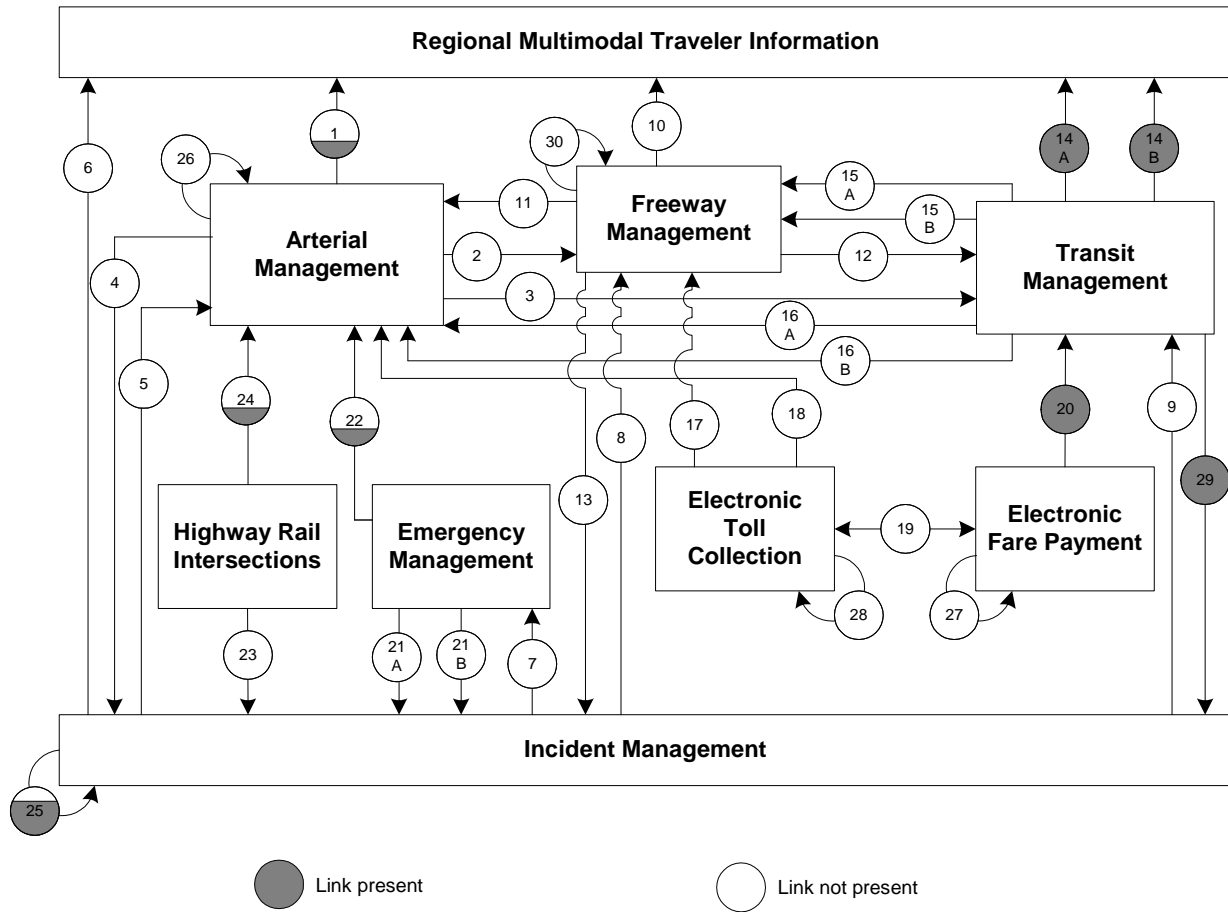 Regional Multimodal Traveler Information
1
10
14
A
14
B
6
26
30
15
A
11
15
B
Freeway
Management
Arterial
Management
Transit
Management
2
12
4
3
16
A
16
B
5
24
22
8
17
18
20
9
29
13
Highway Rail
Intersections
Emergency
Management
Electronic
Toll
Collection
19
Electronic
Fare Payment
28
27
23
21
A
21
B
7
Incident Management
25
Link present
Link not present